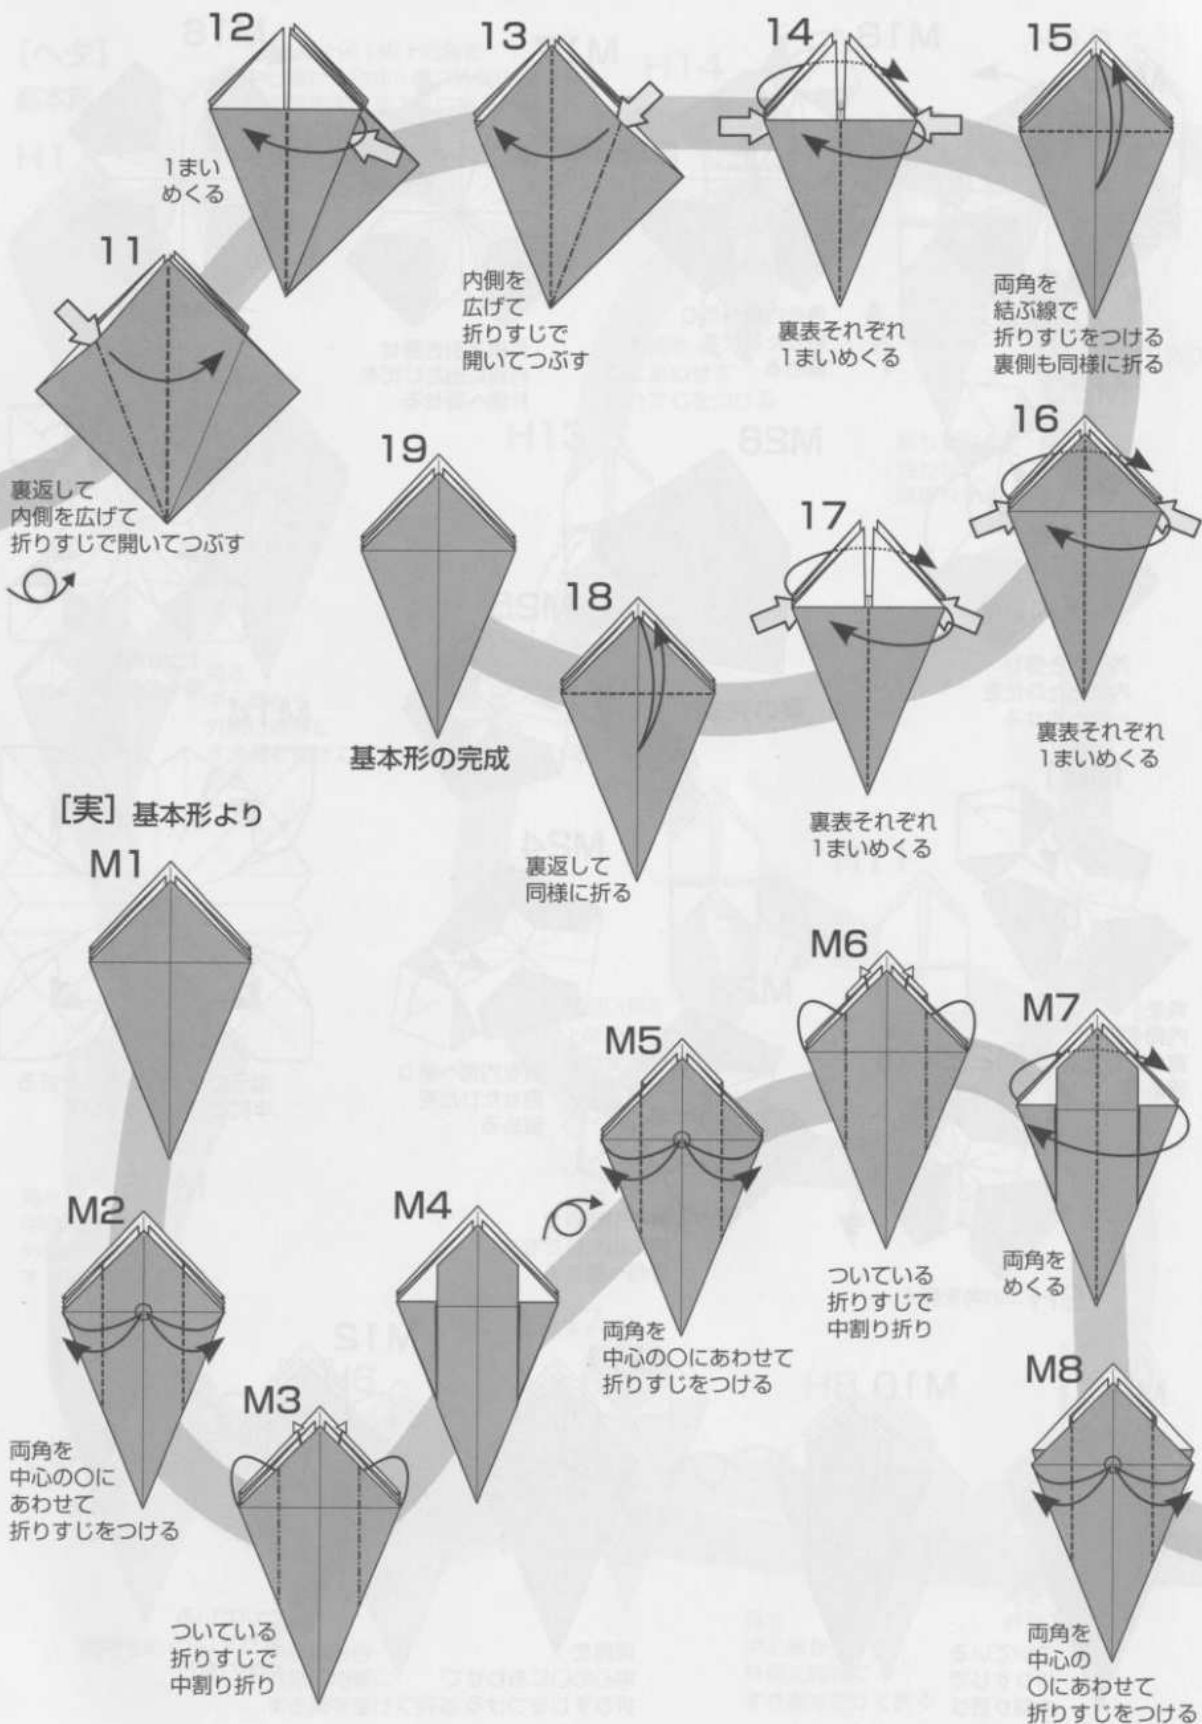 11
裏返して
内側を広げて
折りすじで開いてつぶす
12
1まい
めくる
13
内側を
広げて
折りすじで
開いてつぶす
14
裏表それぞれ
1まいめくる
15
両角を
結ぶ線で
折りすじをつける
裏側も同様に折る
16
裏表それぞれ
1まいめくる
17
裏表それぞれ
1まいめくる
18
裏返して
同様に折る
19
基本形の完成
[実] 基本形より
M1
M2
両角を
中心の○に
あわせて
折りすじをつける
M3
ついている
折りすじで
中割り折り
M4
M5
両角を
中心の○にあわせて
折りすじをつける
M6
ついている
折りすじで
中割り折り
M7
両角を
めくる
M8
両角を
中心の
○にあわせて
折りすじをつける